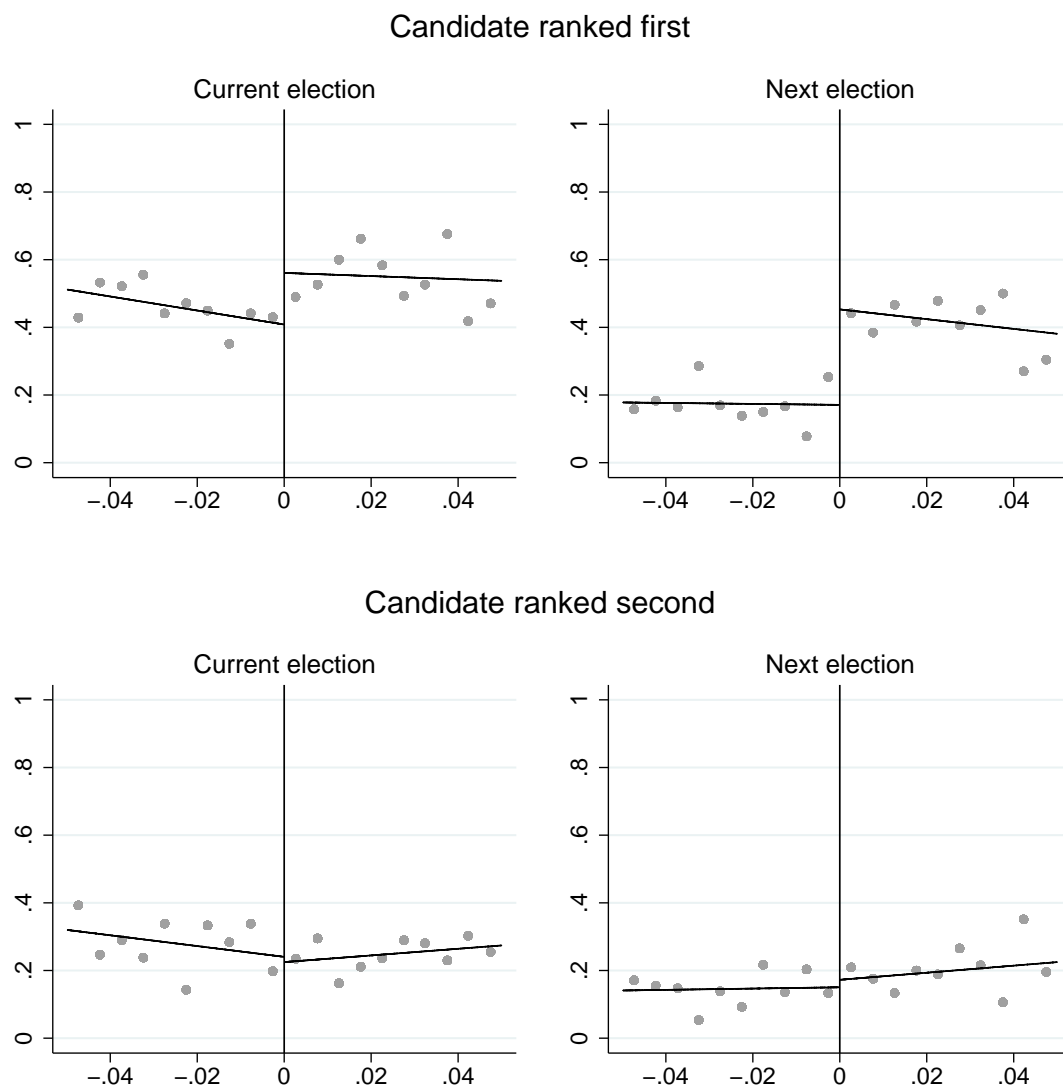 Candidate ranked first
Current election
Next election
1
.8
.6
.4
.2
0
−.04 −.02 0 .02 .04
1
.8
.6
.4
.2
0
−.04 −.02 0 .02 .04
Candidate ranked second
Current election
Next election
1
.8
.6
.4
.2
0
−.04 −.02 0 .02 .04
1
.8
.6
.4
.2
0
−.04 −.02 0 .02 .04